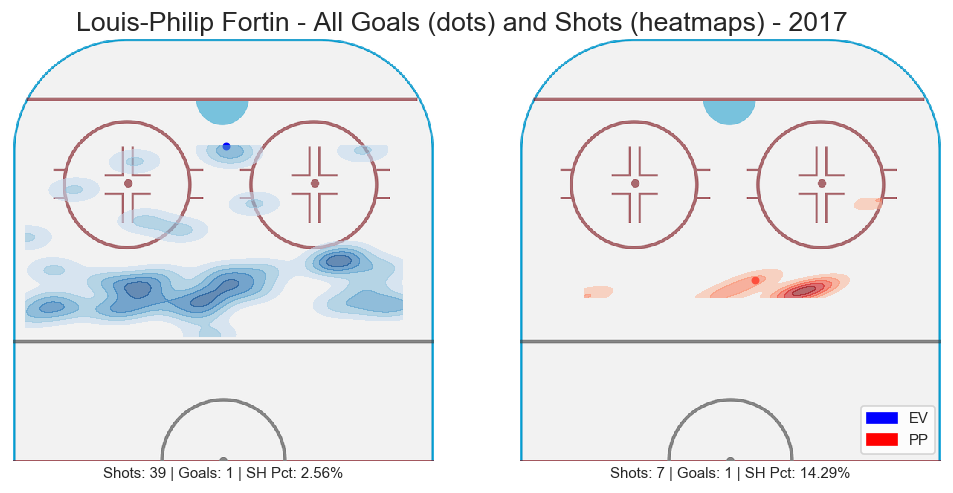 Louis-Philip Fortin - All Goals (dots) and Shots (heatmaps) - 2017
EV
PP
Shots: 39 | Goals: 1 | SH Pct: 2.56%
Shots: 7 | Goals: 1 | SH Pct: 14.29%